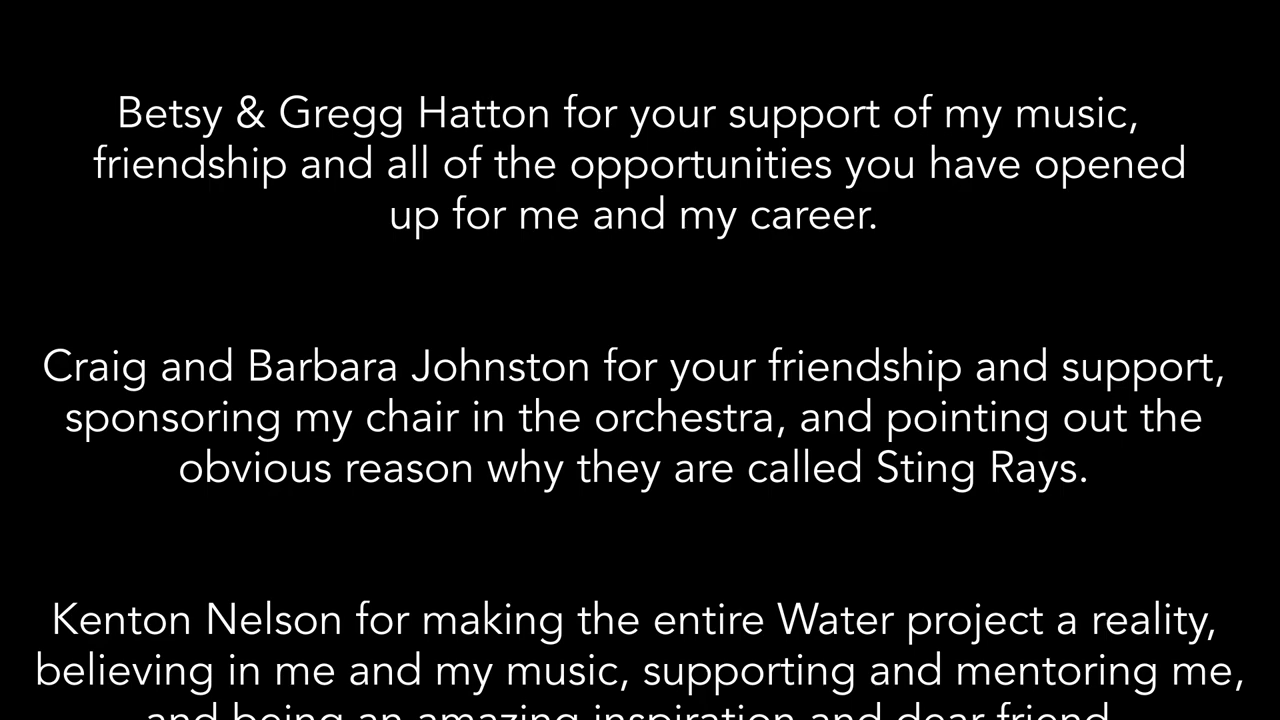 Betsy & Gregg Hatton for your support of my music,
friendship and all of the opportunities you have opened
up for me and my career.
Craig and Barbara Johnston for your friendship and support,
sponsoring my chair in the orchestra, and pointing out the
obvious reason why they are called Sting Rays.
Kenton Nelson for making the entire Water project a reality,
believing in me and my music, supporting and mentoring me,
and being an amazing inspiration and dear friend